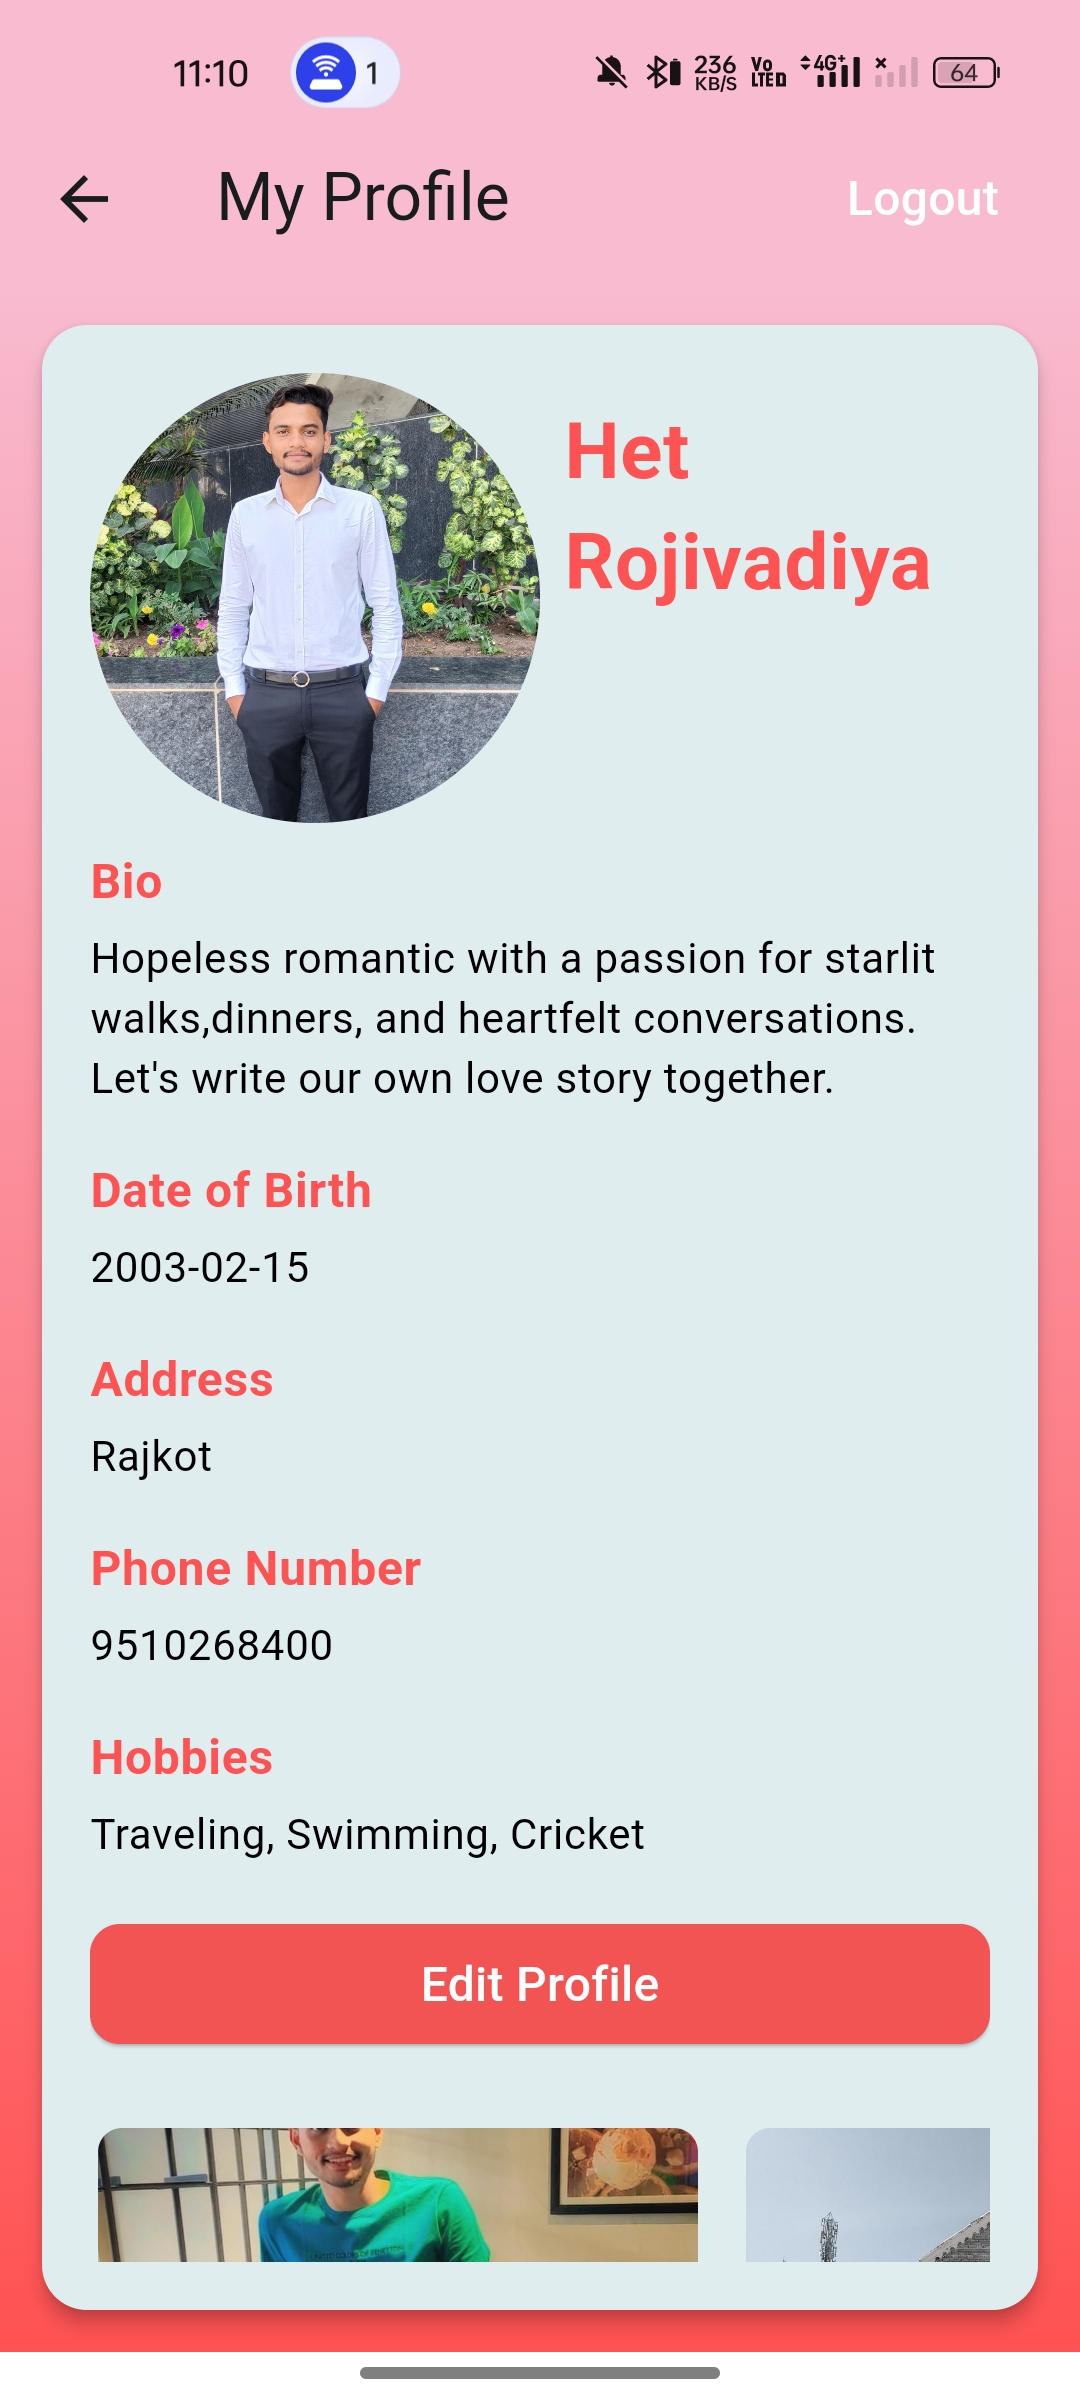 11:10
1
236
KB/S
Vo
LTE D
4G+
64
My Profile
Logout
Het
Rojivadiya
Bio
Hopeless romantic with a passion for starlit
walks,dinners, and heartfelt conversations.
Let's write our own love story together.
Date of Birth
2003-02-15
Address
Rajkot
Phone Number
9510268400
Hobbies
Traveling, Swimming, Cricket
Edit Profile